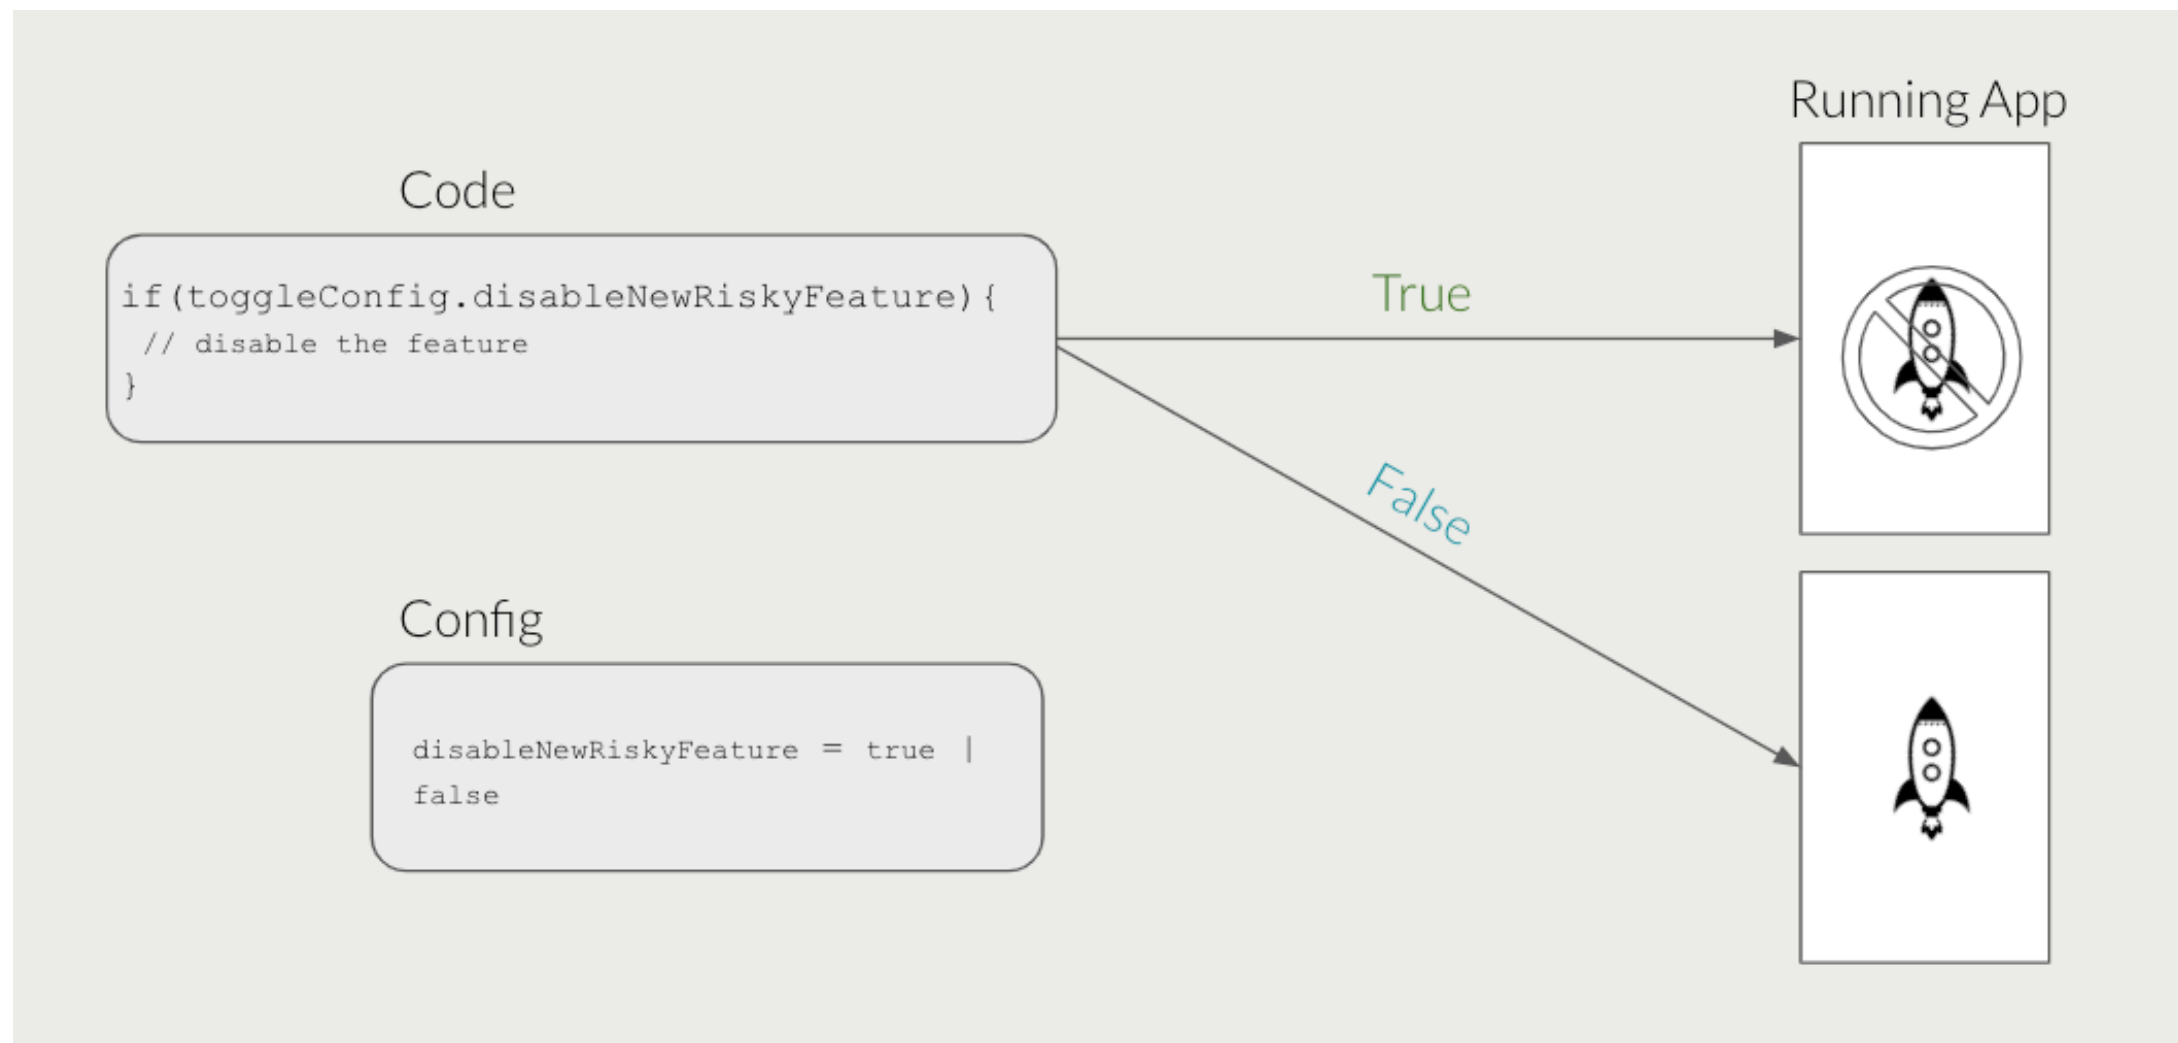 Running App
Code
if(toggleConfig.disableNewRiskyFeature){
// disable the feature
}
True
False
Config
disableNewRiskyFeature = true |
false